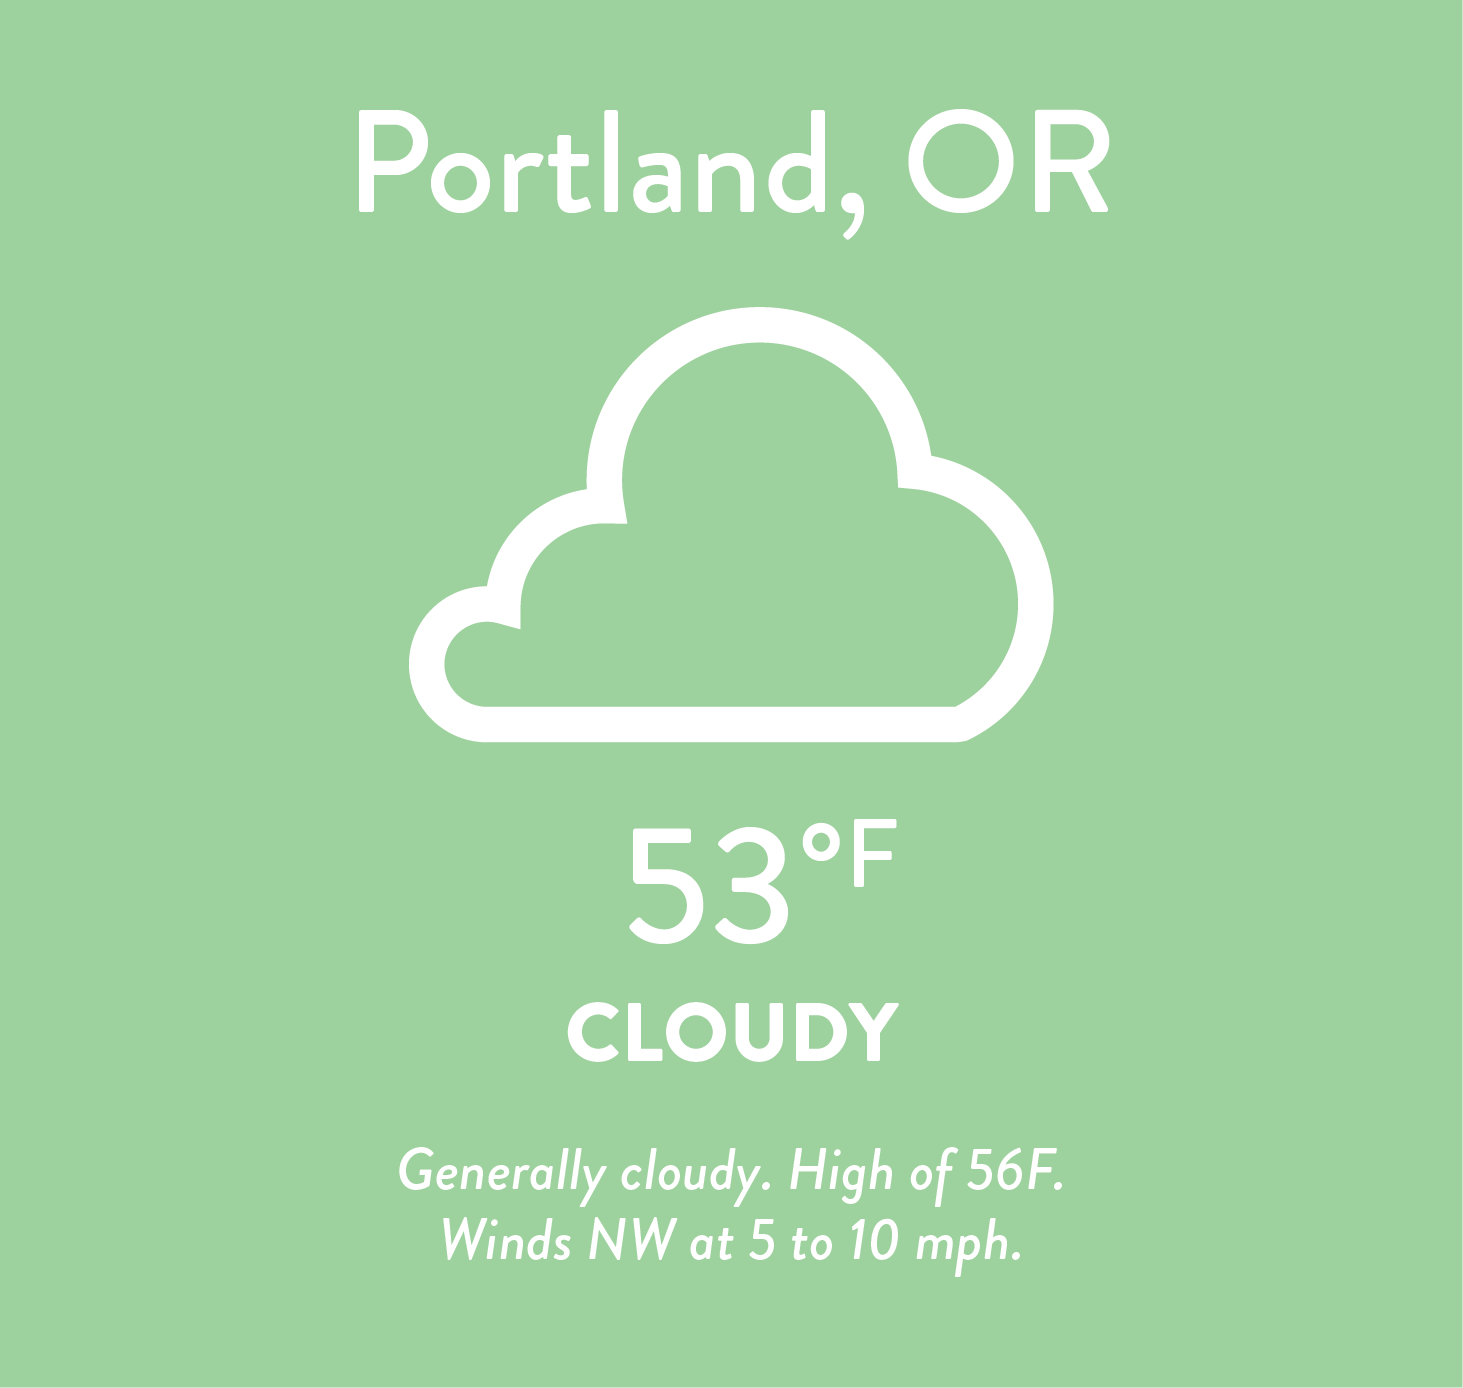 Portland, OR
53°F
CLOUDY
Generally cloudy. High of 56F.
Winds NW at 5 to 10 mph.